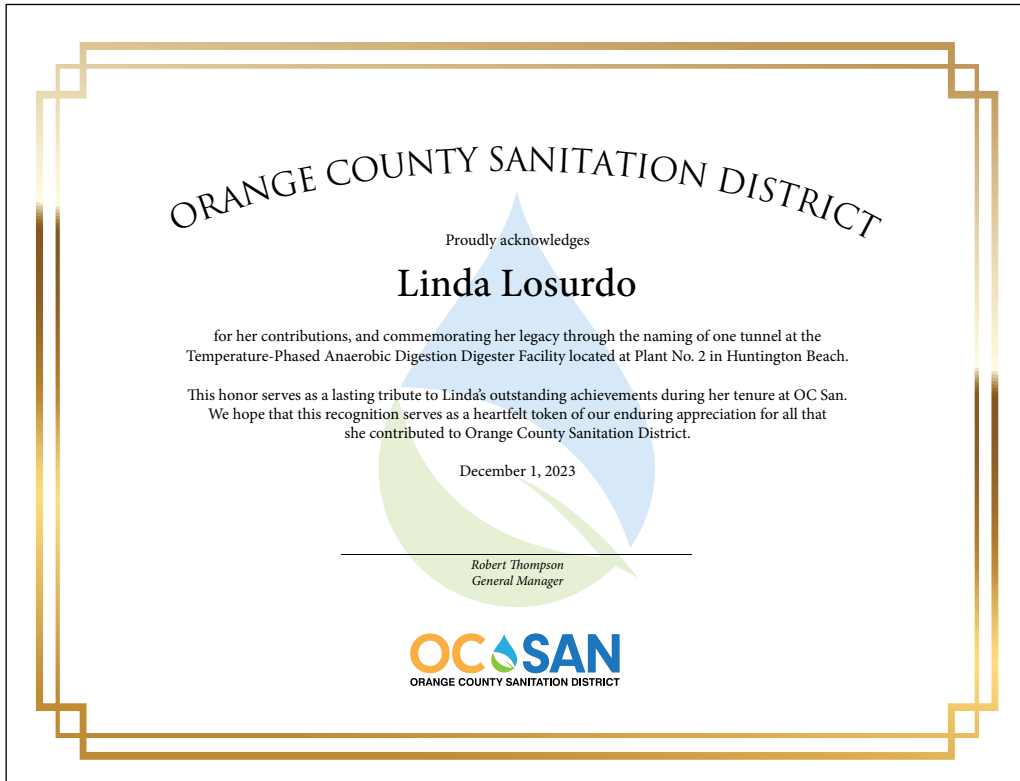 ORANGE COUNTY SANITATION DISTRICT
Proudly acknowledges
Linda Losurdo
for her contributions, and commemorating her legacy through the naming of one tunnel at the
Temperature-Phased Anaerobic Digestion Digester Facility located at Plant No. 2 in Huntington Beach.
This honor serves as a lasting tribute to Linda’s outstanding achievements during her tenure at OC San.
We hope that this recognition serves as a heartfelt token of our enduring appreciation for all that
she contributed to Orange County Sanitation District.
December 1, 2023
Robert Thompson
General Manager
OC SAN
ORANGE COUNTY SANITATION DISTRICT